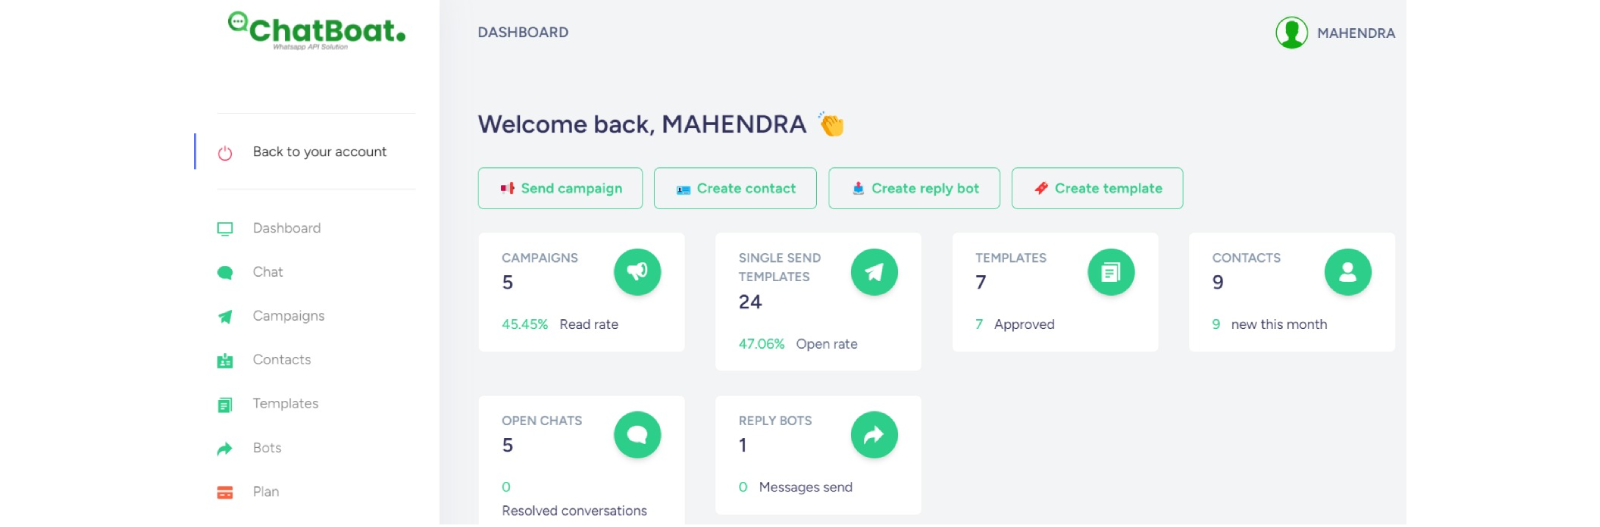 ChatBoat.
Whatsapp API Solution
Back to your account
Dashboard
Chat
Campaigns
Contacts
Templates
Bots
Plan
DASHBOARD
MAHENDRA
Welcome back, MAHENDRA
Send campaign
Create contact
Create reply bot
Create template
CAMPAIGNS
5
45.45% Read rate
SINGLE SEND
TEMPLATES
24
47.06% Open rate
TEMPLATES
7
7 Approved
CONTACTS
9
9 new this month
OPEN CHATS
5
0
Resolved conversations
REPLY BOTS
1
0 Messages send